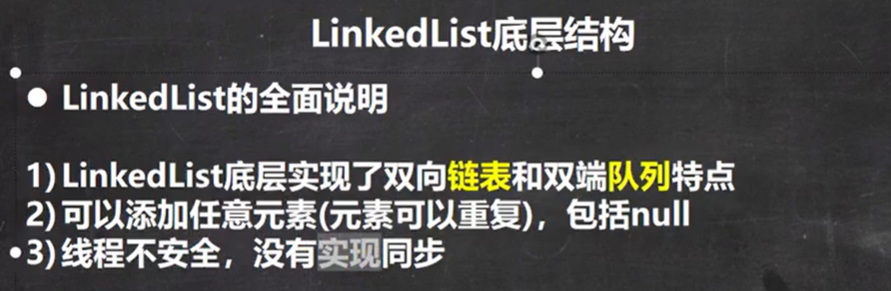 LinkedList底层结构
● LinkedList的全面说明
1) LinkedList底层实现了双向链表和双端队列特点
2) 可以添加任意元素(元素可以重复)，包括null
3) 线程不安全，没有实现同步